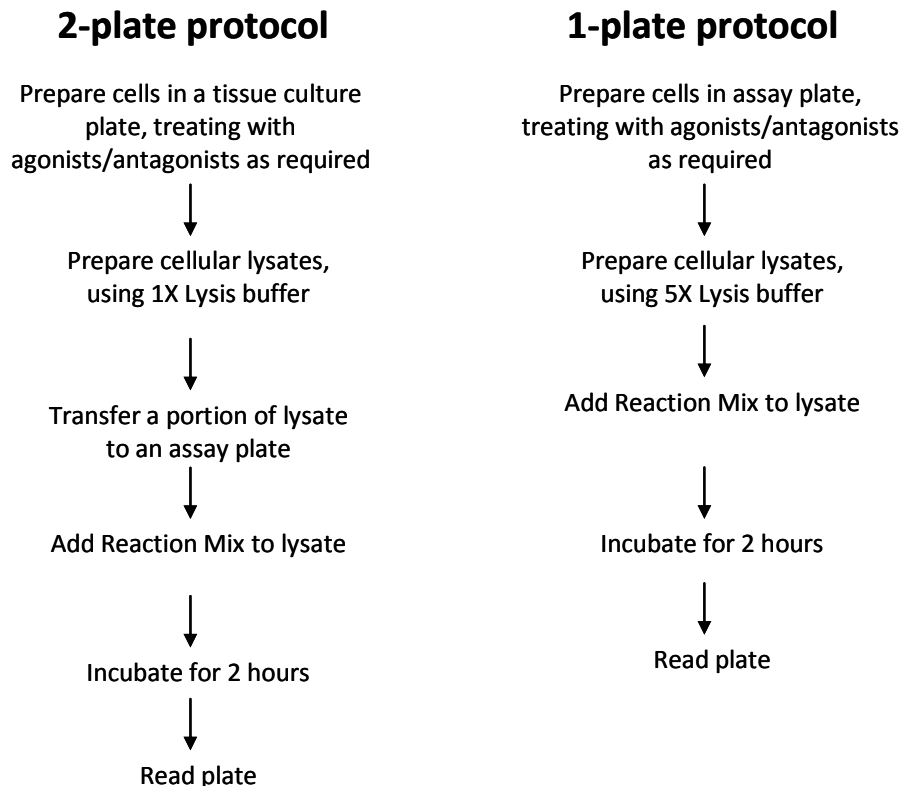 2-plate protocol
Prepare cells in a tissue culture
plate, treating with
agonists/antagonists as required
Prepare cellular lysates,
using 1X Lysis buffer
Transfer a portion of lysate
to an assay plate
Add Reaction Mix to lysate
Incubate for 2 hours
Read plate
1-plate protocol
Prepare cells in assay plate,
treating with agonists/antagonists
as required
Prepare cellular lysates,
using 5X Lysis buffer
Add Reaction Mix to lysate
Incubate for 2 hours
Read plate